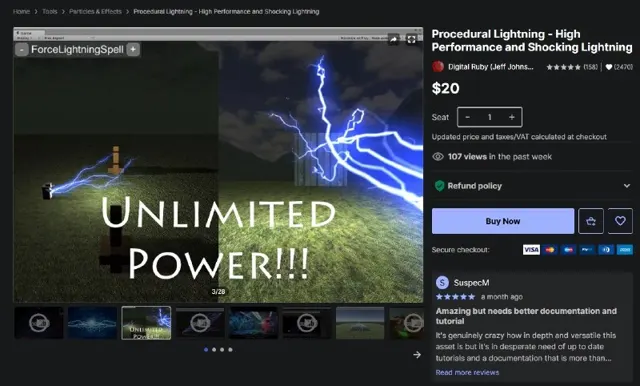 Home > Tools > Particles & Effects > Procedural Lightning - High Performance and Shocking Lightning
- ForceLightningSpell +
UNLIMITED
POWER!!!
3/28
UNLIMITED
POWER!!!
Procedural Lightning - High
Performance and Shocking Lightning
Digital Ruby (Jeff Johns... ★★★★★ (158) | ♥ (2476)
$20
Seat - 1 +
Updated price and taxes/VAT calculated at checkout
107 views in the past week
Refund policy
Buy Now
Secure checkout: VISA
S SuspecM
★★★★★ a month ago
Amazing but needs better documentation and
tutorial
It's genuinely crazy how in depth and versatile this
asset is but it's in desperate need of up to date
tutorials and a documentation that is more than...
Read more reviews